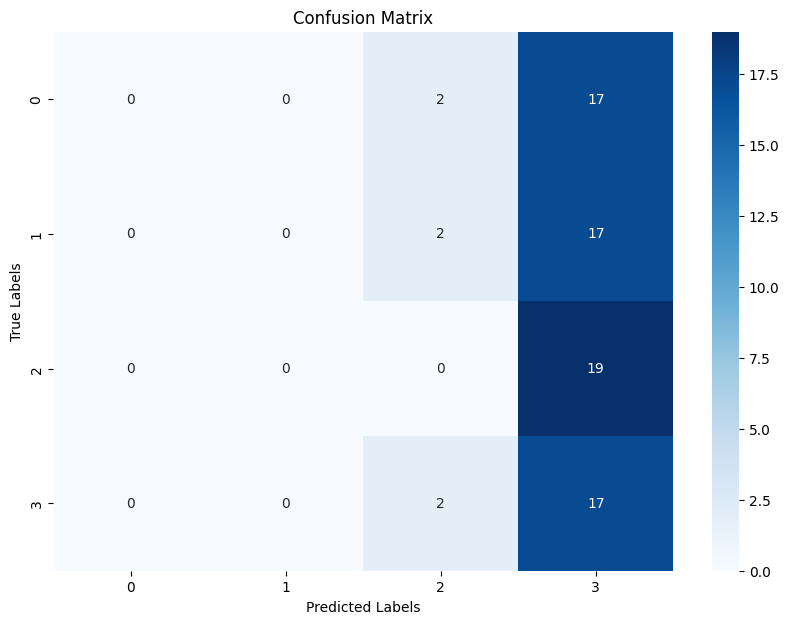 Confusion Matrix
True Labels
0
0 0 2 17
1
0 0 2 17
2
0 0 0 19
3
0 0 2 17
0 1 2 3
Predicted Labels
17.5
15.0
12.5
10.0
7.5
5.0
2.5
0.0